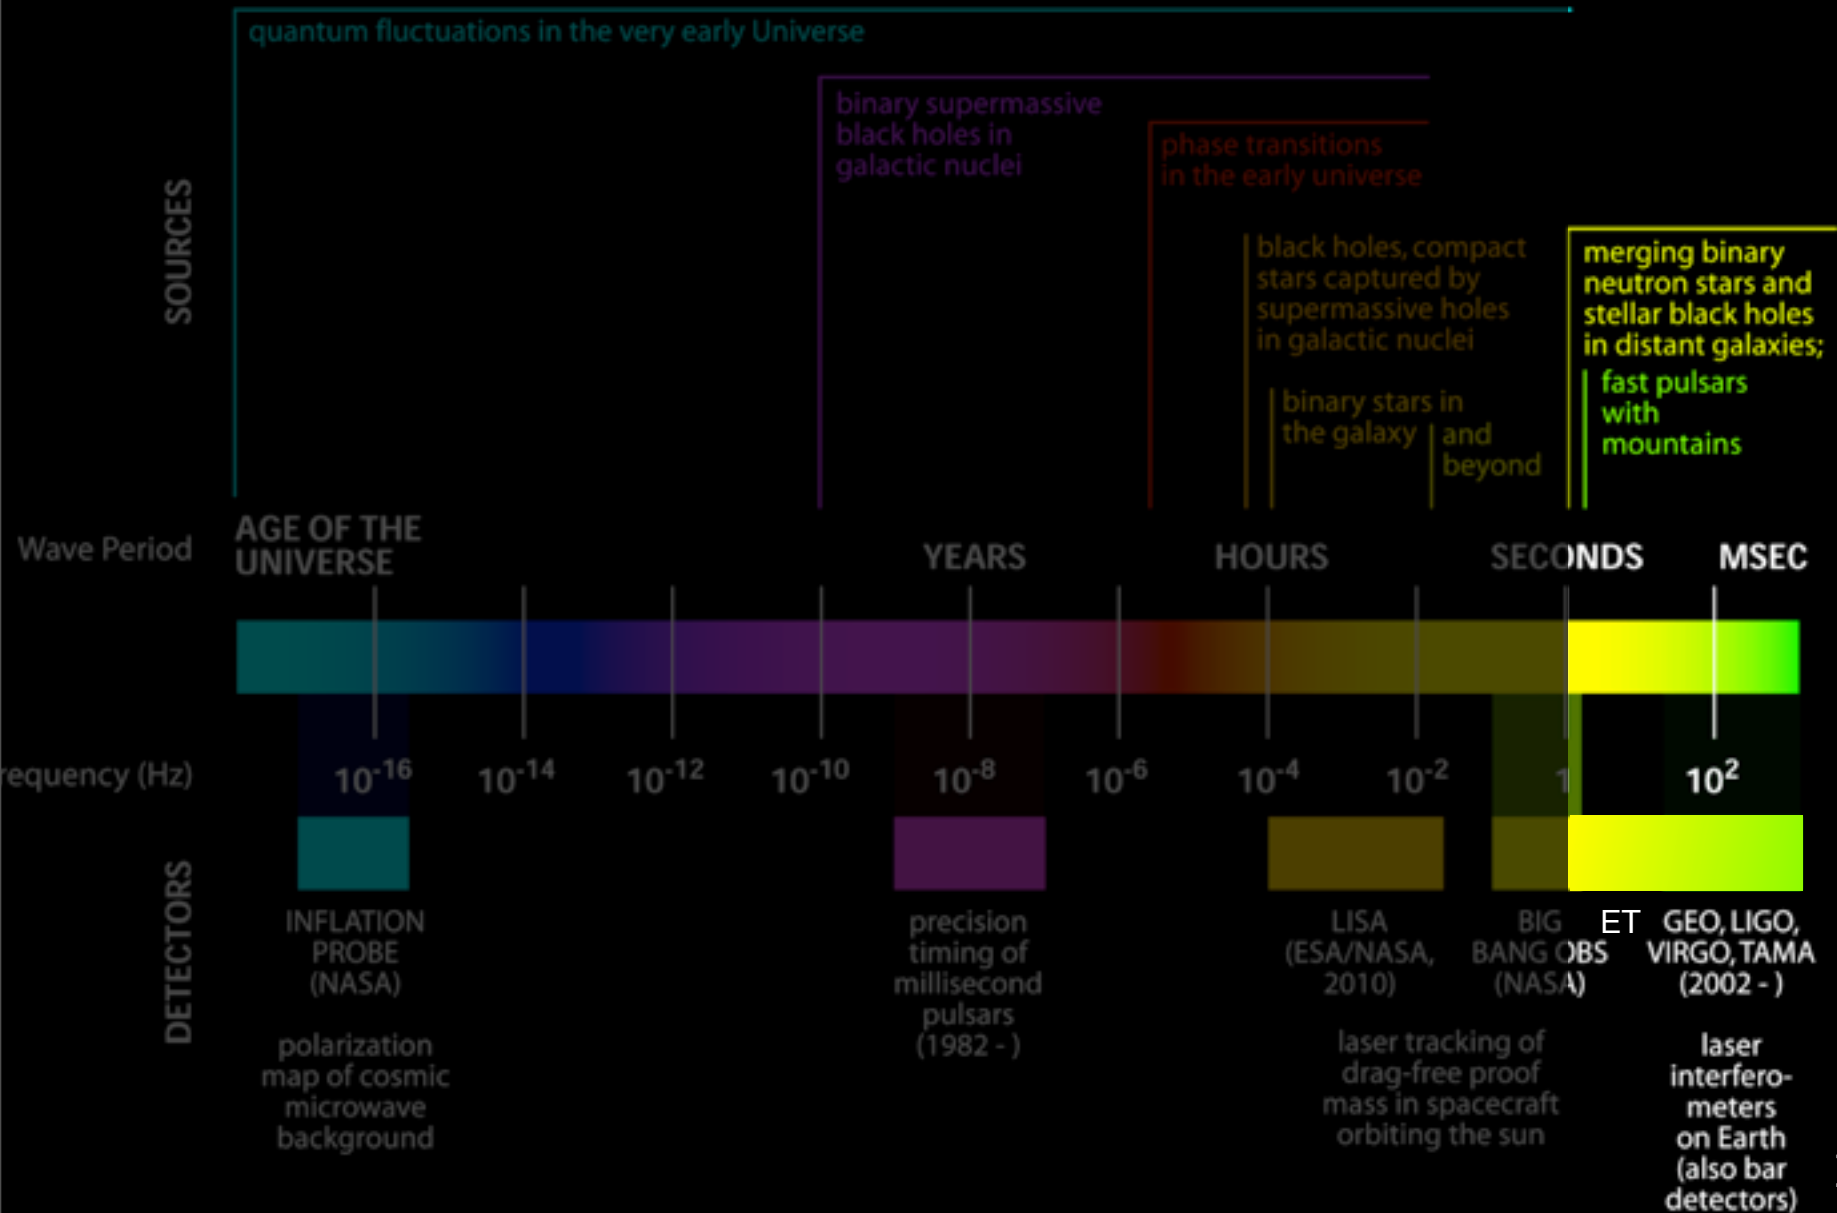 quantum fluctuations in the very early Universe
binary supermassive
black holes in
galactic nuclei
phase transitions
in the early universe
SOURCES
black holes, compact
stars captured by
supermassive holes
in galactic nuclei
merging binary
neutron stars and
stellar black holes
in distant galaxies;
fast pulsars
with
mountains
binary stars in
the galaxy
and
beyond
Wave Period
AGE OF THE
UNIVERSE
YEARS
HOURS
SECONDS
MSEC
requency (Hz)
10⁻¹⁶ 10⁻¹⁴ 10⁻¹² 10⁻¹⁰ 10⁻⁸ 10⁻⁶ 10⁻⁴ 10⁻² 1 10²
DETECTORS
INFLATION
PROBE
(NASA)
polarization
map of cosmic
microwave
background
precision
timing of
millisecond
pulsars
(1982 - )
LISA
(ESA/NASA,
2010)
BIG
BANG OBS
(NASA)
laser tracking of
drag-free proof
mass in spacecraft
orbiting the sun
ET
GEO, LIGO,
VIRGO, TAMA
(2002 - )
laser
interfero-
meters
on Earth
(also bar
detectors)